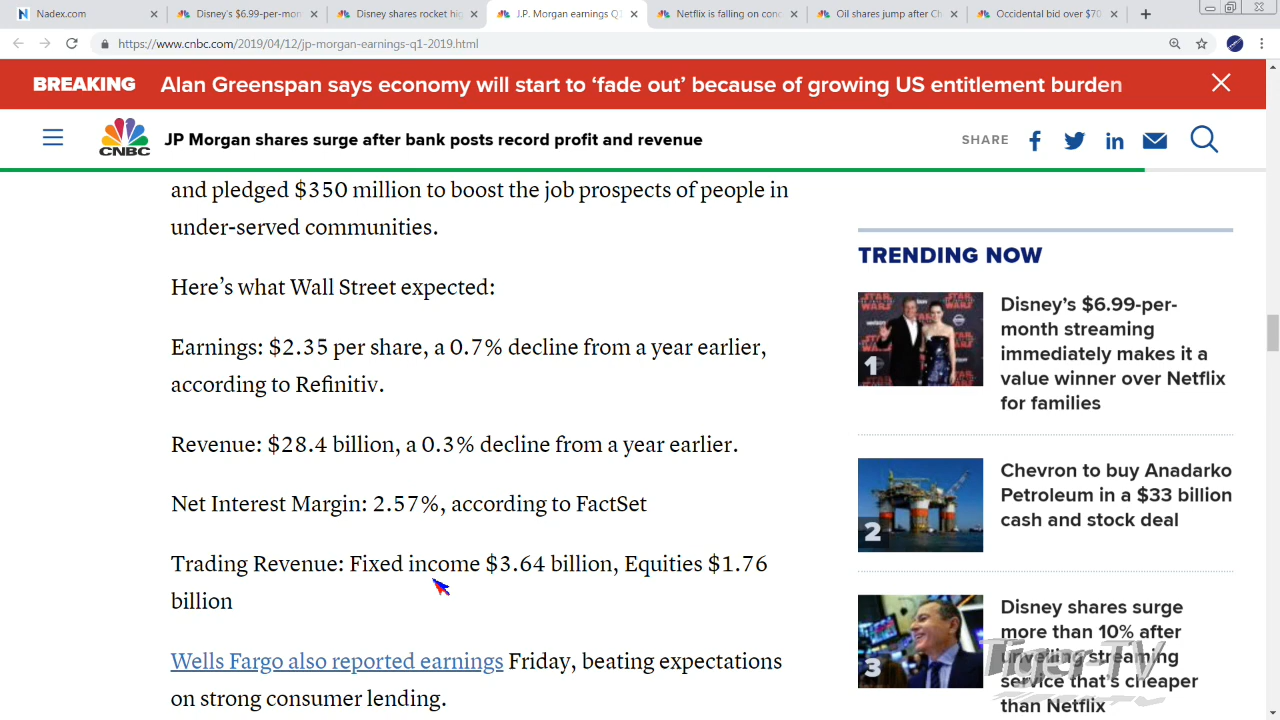 Nadex.com
Disney's $6.99-per-mon
Disney shares rocket hig
J.P. Morgan earnings Q1
Netflix is falling on conc
Oil shares jump after Ch
Occidental bid over $70
https://www.cnbc.com/2019/04/12/jp-morgan-earnings-q1-2019.html
BREAKING Alan Greenspan says economy will start to ‘fade out’ because of growing US entitlement burden
CNBC
JP Morgan shares surge after bank posts record profit and revenue
SHARE
and pledged $350 million to boost the job prospects of people in
under-served communities.
Here’s what Wall Street expected:
Earnings: $2.35 per share, a 0.7% decline from a year earlier,
according to Refinitiv.
Revenue: $28.4 billion, a 0.3% decline from a year earlier.
Net Interest Margin: 2.57%, according to FactSet
Trading Revenue: Fixed income $3.64 billion, Equities $1.76
billion
Wells Fargo also reported earnings Friday, beating expectations
on strong consumer lending.
TRENDING NOW
1
Disney’s $6.99-per-
month streaming
immediately makes it a
value winner over Netflix
for families
2
Chevron to buy Anadarko
Petroleum in a $33 billion
cash and stock deal
3
Disney shares surge
more than 10% after
unveiling streaming
service that’s cheaper
than Netflix
Tiger-TV